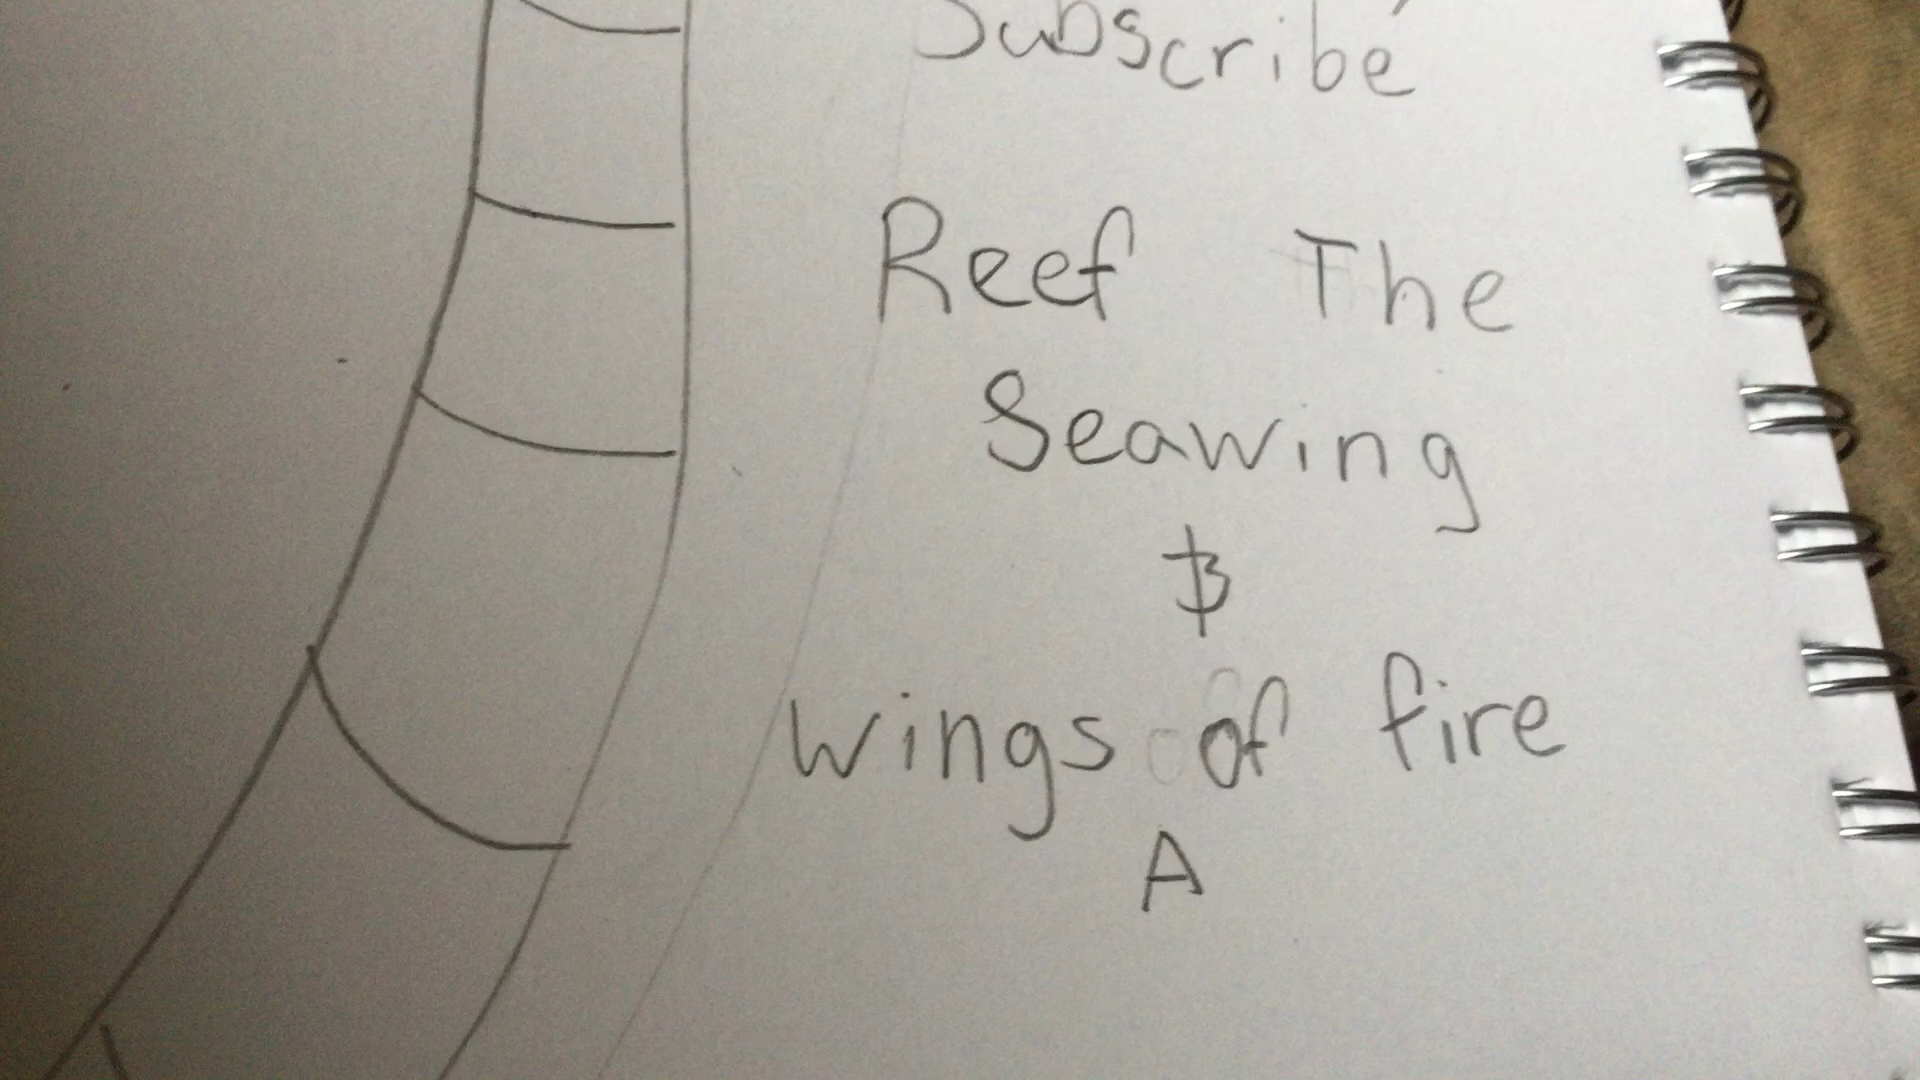 Subscribe
Reef The
Seawing
&
wings of fire
A